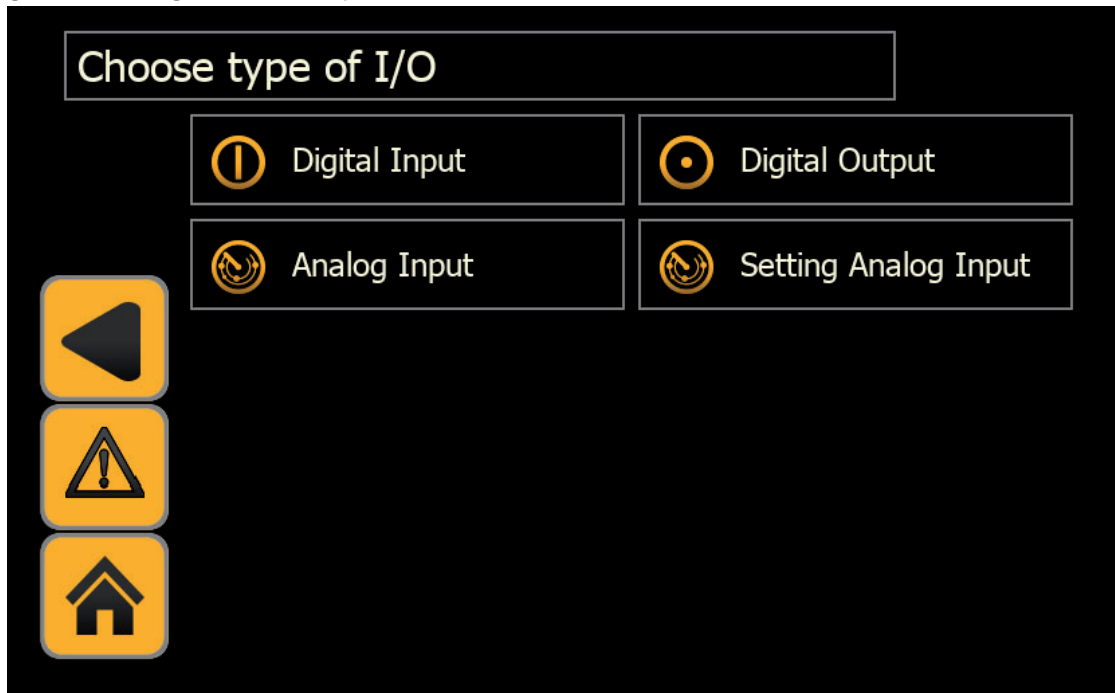 Choose type of I/O
Digital Input
Digital Output
Analog Input
Setting Analog Input